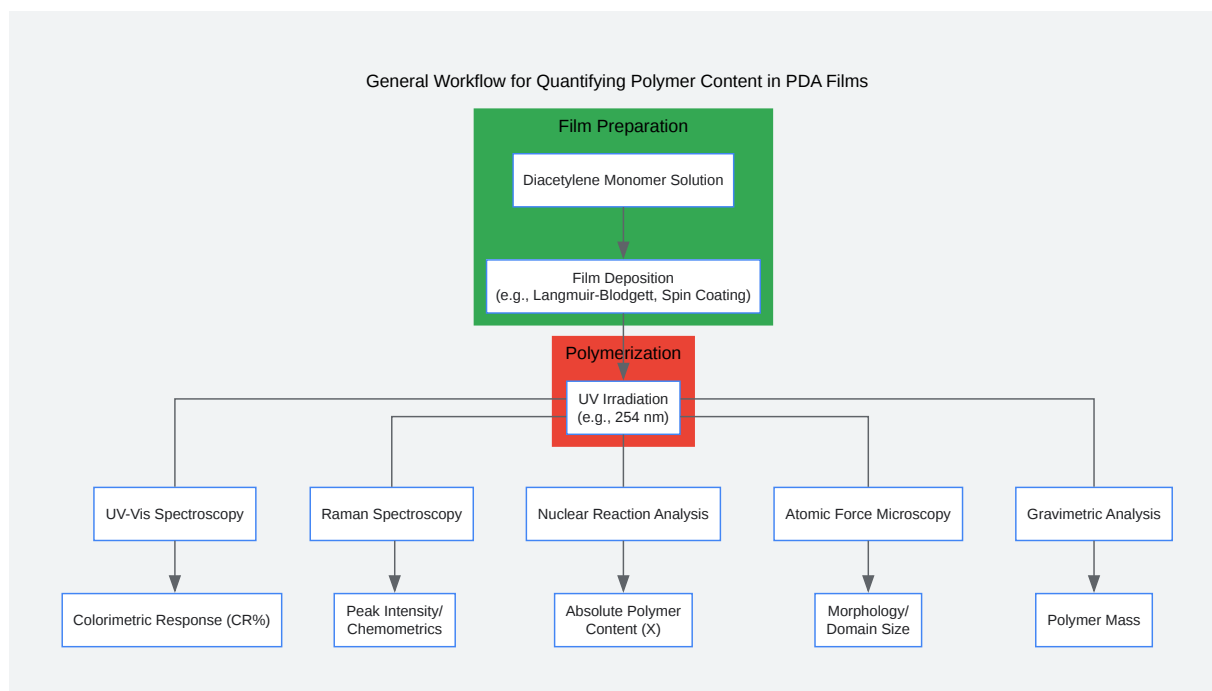 General Workflow for Quantifying Polymer Content in PDA Films
Film Preparation
Diacetylene Monomer Solution
Film Deposition
(e.g., Langmuir-Blodgett, Spin Coating)
Polymerization
UV Irradiation
(e.g., 254 nm)
UV-Vis Spectroscopy
Raman Spectroscopy
Nuclear Reaction Analysis
Atomic Force Microscopy
Gravimetric Analysis
Colorimetric Response (CR%)
Peak Intensity/
Chemometrics
Absolute Polymer
Content (X)
Morphology/
Domain Size
Polymer Mass